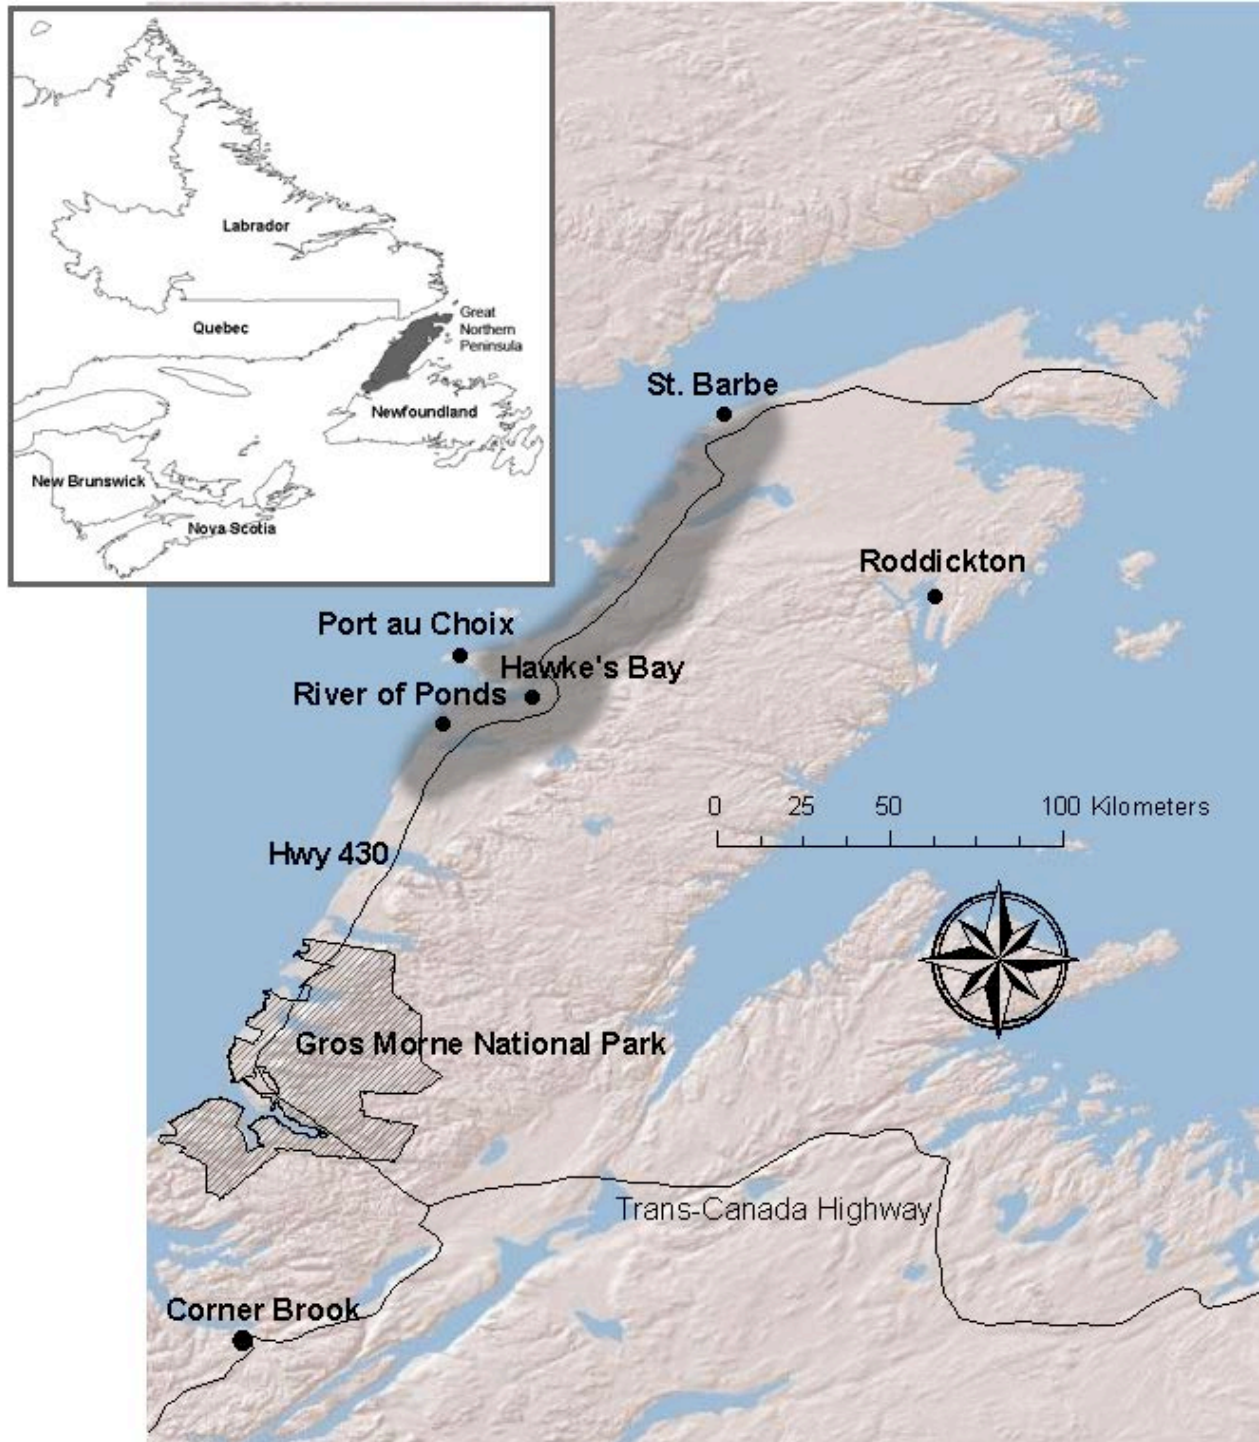 Labrador
Quebec
Great
Northern
Peninsula
Newfoundland
New Brunswick
Nova Scotia
St. Barbe
Roddickton
Port au Choix
Hawke's Bay
River of Ponds
0 25 50 100 Kilometers
Hwy 430
Gros Morne National Park
Trans-Canada Highway
Corner Brook